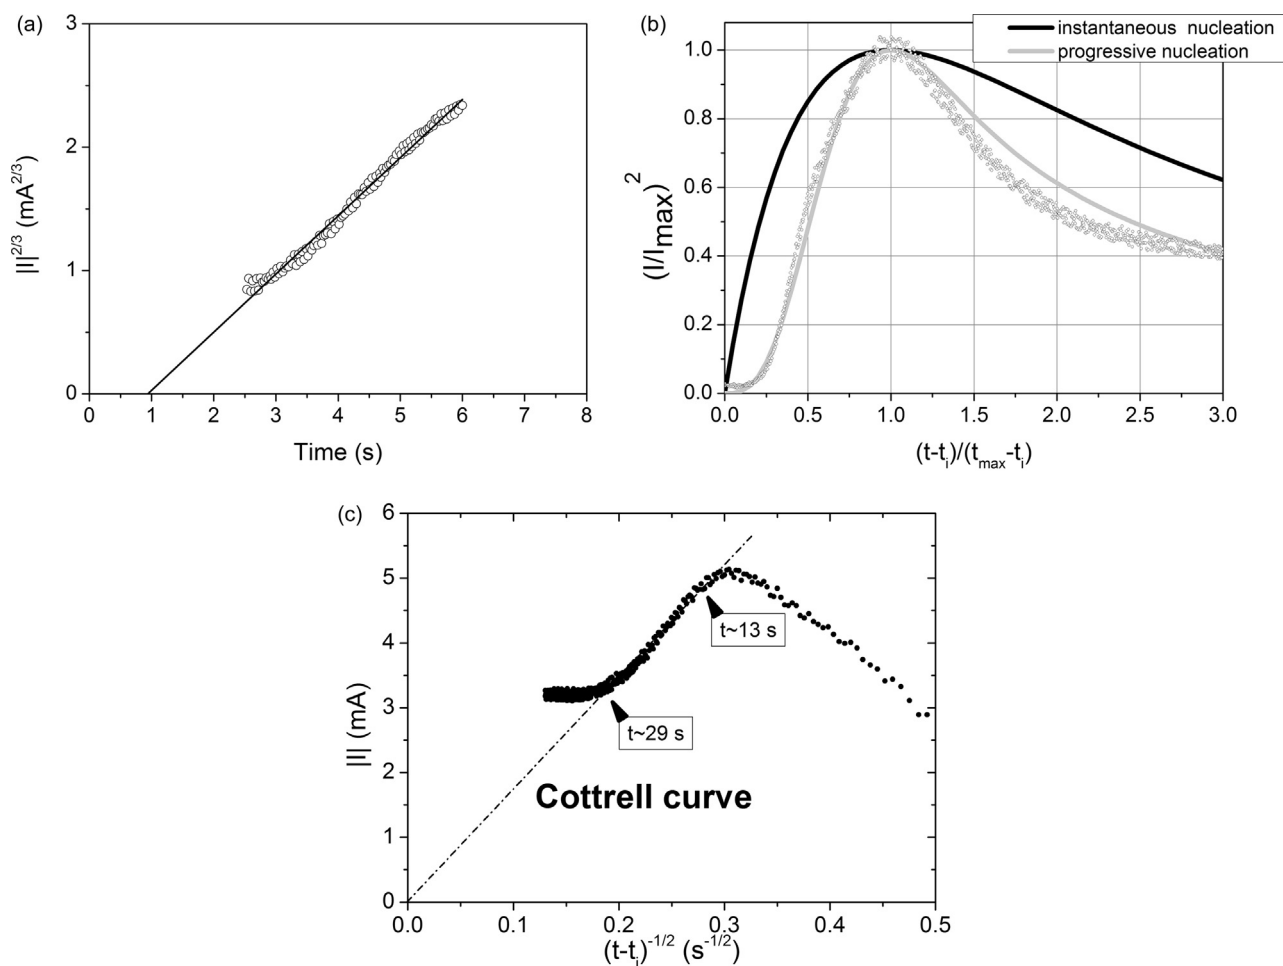 (a)
3
2
1
0
|I|^2/3 (mA^2/3)
0 1 2 3 4 5 6 7 8
Time (s)
(b)
instantaneous nucleation
progressive nucleation
1.0
0.8
0.6
0.4
0.2
0.0
(I/I_max)^2
0.0 0.5 1.0 1.5 2.0 2.5 3.0
(t-t_i)/(t_max-t_i)
(c)
6
5
4
3
2
1
0
|I| (mA)
t~13 s
t~29 s
Cottrell curve
0.0 0.1 0.2 0.3 0.4 0.5
(t-t_i)^-1/2 (s^-1/2)